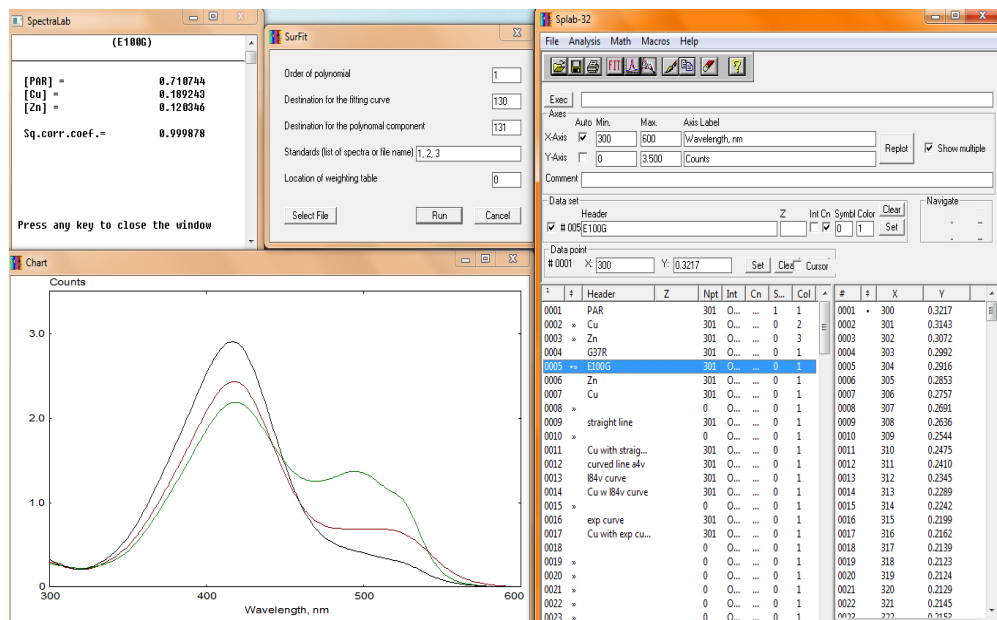 SpectraLab
(E100G)
[PAR] = 0.710744
[Cu] = 0.189243
[Zn] = 0.120346
Sq.corr.coef.= 0.999878
Press any key to close the window
SurFit
Order of polynomial 1
Destination for the fitting curve 130
Destination for the polynomal component 131
Standards (list of spectra or file name) 1, 2, 3
Location of weighting table 0
Select File Run Cancel
Chart
Counts
3.0
2.0
1.0
0
300 400 500 600
Wavelength, nm
Splab-32
File Analysis Math Macros Help
FIT
Exec
Axes
Auto Min. Max. Axis Label
X-Axis 300 600 Wavelength, nm
Y-Axis 0 3.500 Counts
Replot Show multiple
Comment
Data set
Header Z Int Cn Symbl Color Clear
# 005 E100G 0 1 Set
Navigate
Data point
# 0001 X: 300 Y: 0.3217 Set Clea Cursor
1 ‡ Header Z Npt Int Cn S... Col
0001 PAR 301 O... ... 1 1
0002 » Cu 301 O... ... 0 2
0003 » Zn 301 O... ... 0 3
0004 G37R 301 O... ... 0 1
0005 •» E100G 301 O... ... 0 1
0006 Zn 301 O... ... 0 1
0007 Cu 301 O... ... 0 1
0008 » 0 O... ... 0 1
0009 straight line 301 O... ... 0 1
0010 » 0 O... ... 0 1
0011 Cu with straig... 301 O... ... 0 1
0012 curved line a4v 301 O... ... 0 1
0013 I84v curve 301 O... ... 0 1
0014 Cu w I84v curve 301 O... ... 0 1
0015 » 0 O... ... 0 1
0016 exp curve 301 O... ... 0 1
0017 Cu with exp cu... 301 O... ... 0 1
0018 0 O... ... 0 1
0019 » 0 O... ... 0 1
0020 » 0 O... ... 0 1
0021 » 0 O... ... 0 1
0022 » 0 O... ... 0 1
0023 » 0 O... ... 0 1
# ‡ X Y
0001 • 300 0.3217
0002 301 0.3143
0003 302 0.3072
0004 303 0.2992
0005 304 0.2916
0006 305 0.2853
0007 306 0.2757
0008 307 0.2691
0009 308 0.2636
0010 309 0.2544
0011 310 0.2475
0012 311 0.2410
0013 312 0.2345
0014 313 0.2289
0015 314 0.2242
0016 315 0.2199
0017 316 0.2162
0018 317 0.2139
0019 318 0.2123
0020 319 0.2124
0021 320 0.2129
0022 321 0.2145
0023 322 0.2153